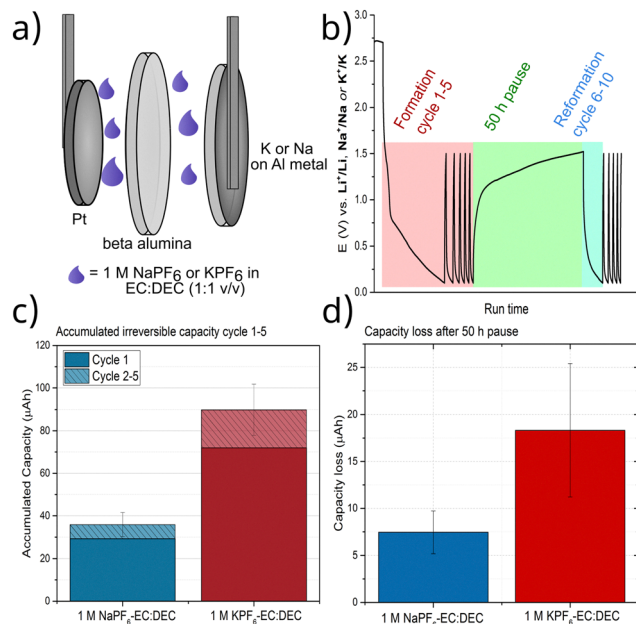 a)
Pt
beta alumina
K or Na
on Al metal
= 1 M NaPF6 or KPF6 in
EC:DEC (1:1 v/v)
b)
E (V) vs. Li+/Li, Na+/Na or K+/K
3.0
2.5
2.0
1.5
1.0
0.5
0.0
Formation
cycle 1-5
50 h pause
Reformation
cycle 6-10
Run time
c)
Accumulated irreversible capacity cycle 1-5
Accumulated Capacity (µAh)
120
100
80
60
40
20
0
Cycle 1
Cycle 2-5
1 M NaPF6-EC:DEC
1 M KPF6-EC:DEC
d)
Capacity loss after 50 h pause
Capacity loss (µAh)
25
20
15
10
5
0
1 M NaPF6-EC:DEC
1 M KPF6-EC:DEC